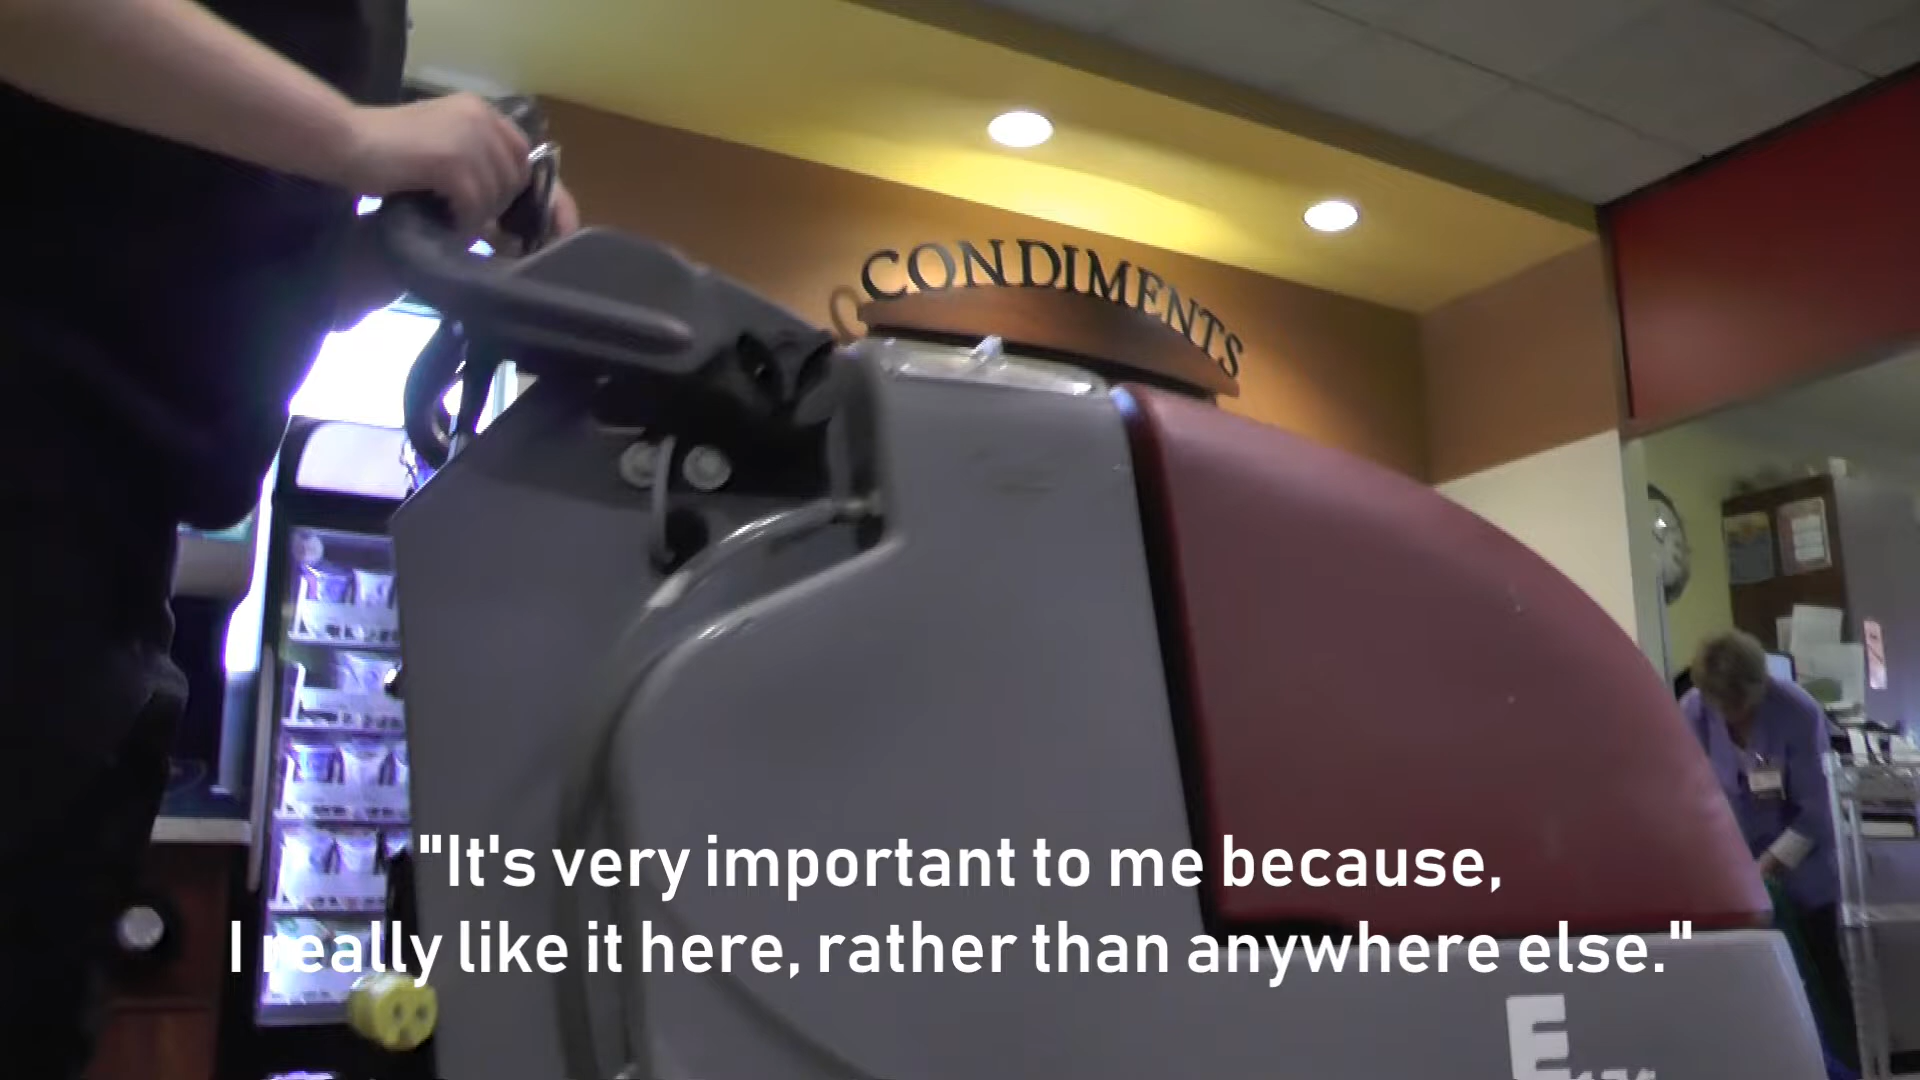 CONDIMENTS
"It's very important to me because,
I really like it here, rather than anywhere else."
E